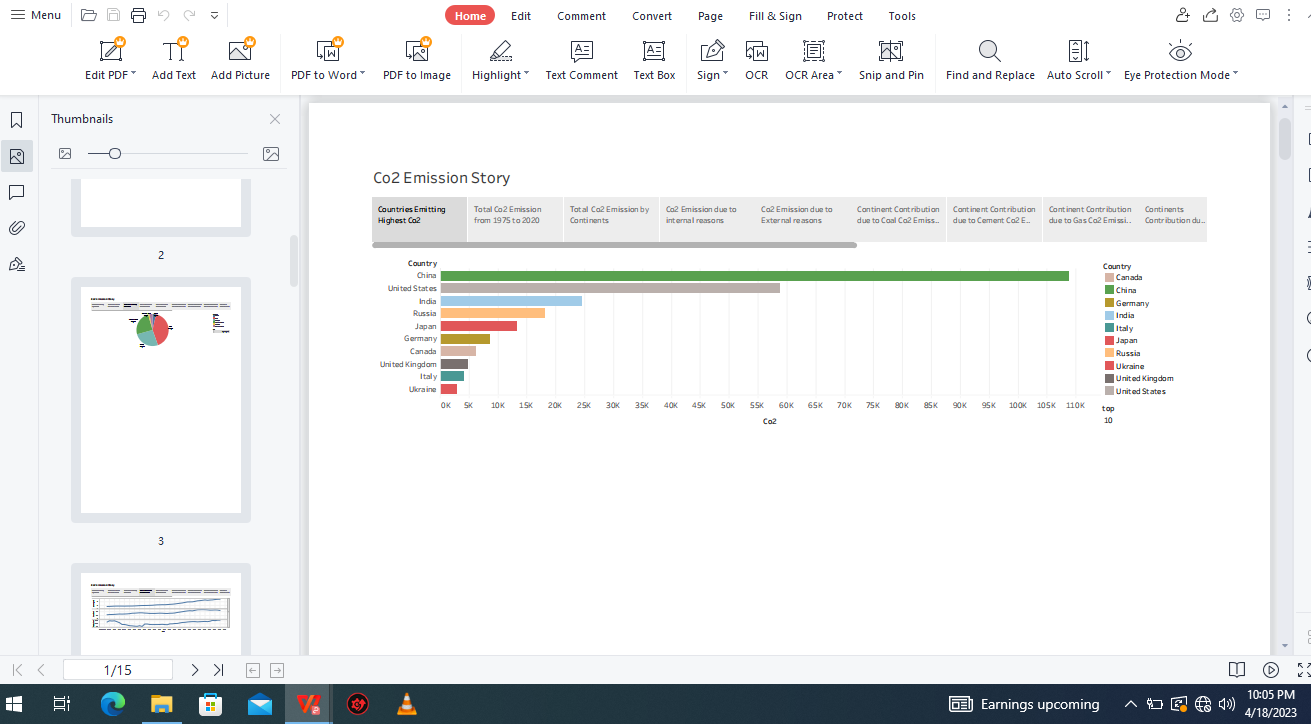 Menu
Home
Edit
Comment
Convert
Page
Fill & Sign
Protect
Tools
Edit PDF
Add Text
Add Picture
PDF to Word
PDF to Image
Highlight
Text Comment
Text Box
Sign
OCR
OCR Area
Snip and Pin
Find and Replace
Auto Scroll
Eye Protection Mode
Thumbnails
2
3
Co2 Emission Story
Countries Emitting
Highest Co2
Total Co2 Emission
from 1975 to 2020
Total Co2 Emission by
Continents
Co2 Emission due to
internal reasons
Co2 Emission due to
External reasons
Continent Contribution
due to Coal Co2 Emiss..
Continent Contribution
due to Cement Co2 E..
Continent Contribution
due to Gas Co2 Emissi..
Continents
Contribution du..
Country
China
United States
India
Russia
Japan
Germany
Canada
United Kingdom
Italy
Ukraine
0K 5K 10K 15K 20K 25K 30K 35K 40K 45K 50K 55K 60K 65K 70K 75K 80K 85K 90K 95K 100K 105K 110K
Co2
Country
Canada
China
Germany
India
Italy
Japan
Russia
Ukraine
United Kingdom
United States
top
10
1/15
Earnings upcoming
10:05 PM
4/18/2023